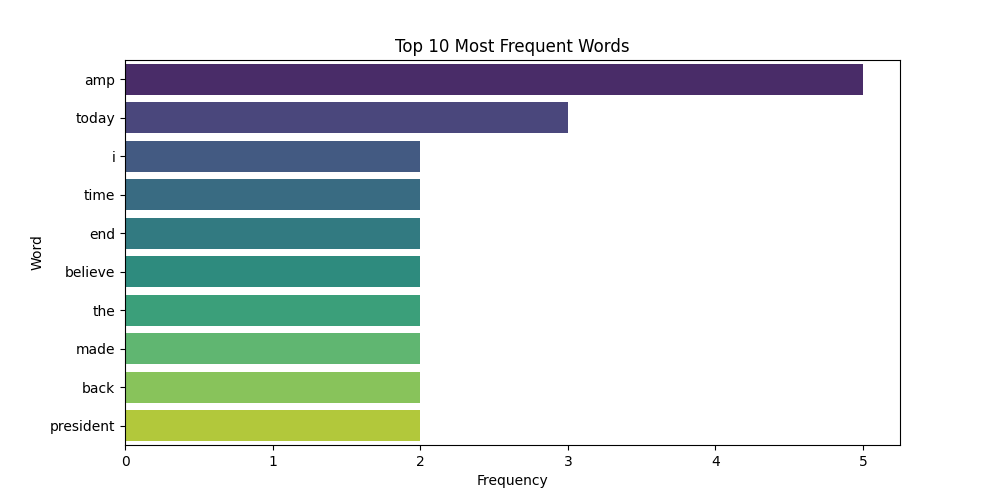 Top 10 Most Frequent Words
Word
amp
today
i
time
end
believe
the
made
back
president
0 1 2 3 4 5
Frequency